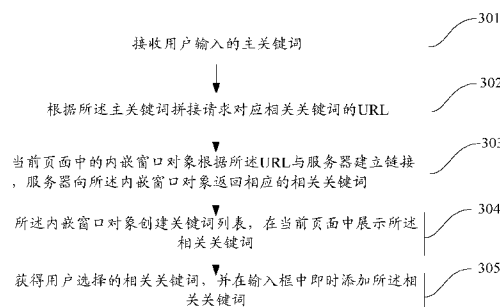 301
接收用户输入的主关键词
302
根据所述主关键词拼接请求对应相关关键词的URL
303
当前页面中的内嵌窗口对象根据所述URL与服务器建立链接
，服务器向所述内嵌窗口对象返回相应的相关关键词
304
所述内嵌窗口对象创建关键词列表，在当前页面中展示所述
相关关键词
305
获得用户选择的相关关键词，并在输入框中即时添加所述相
关关键词